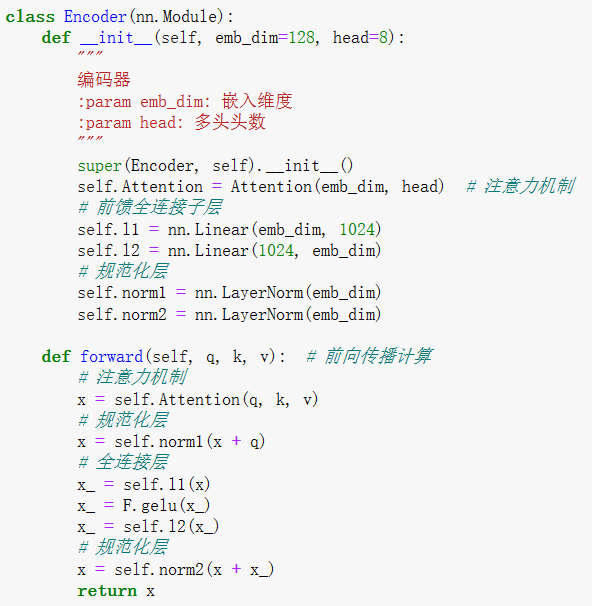 class Encoder(nn.Module):
    def __init__(self, emb_dim=128, head=8):
        """
        编码器
        :param emb_dim: 嵌入维度
        :param head: 多头头数
        """
        super(Encoder, self).__init__()
        self.Attention = Attention(emb_dim, head)  # 注意力机制
        # 前馈全连接子层
        self.l1 = nn.Linear(emb_dim, 1024)
        self.l2 = nn.Linear(1024, emb_dim)
        # 规范化层
        self.norm1 = nn.LayerNorm(emb_dim)
        self.norm2 = nn.LayerNorm(emb_dim)

    def forward(self, q, k, v):  # 前向传播计算
        # 注意力机制
        x = self.Attention(q, k, v)
        # 规范化层
        x = self.norm1(x + q)
        # 全连接层
        x_ = self.l1(x)
        x_ = F.gelu(x_)
        x_ = self.l2(x_)
        # 规范化层
        x = self.norm2(x + x_)
        return x